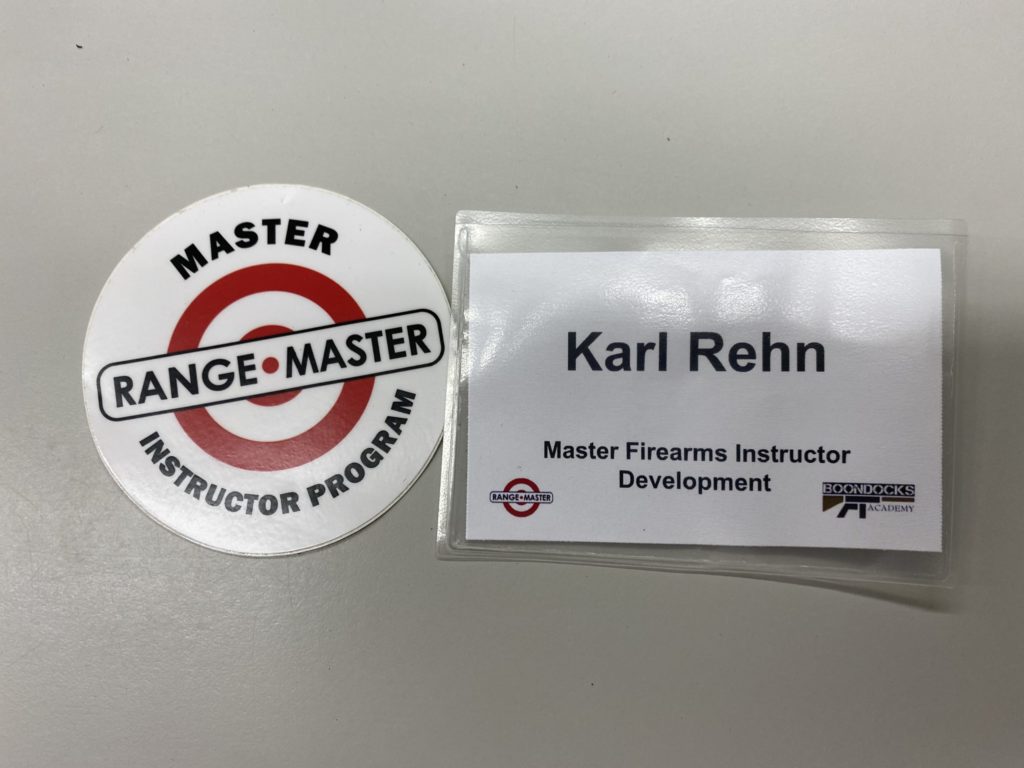 MASTER
RANGE•MASTER
INSTRUCTOR PROGRAM
Karl Rehn
Master Firearms Instructor
Development
RANGE•MASTER
BOONDOCKS
ACADEMY